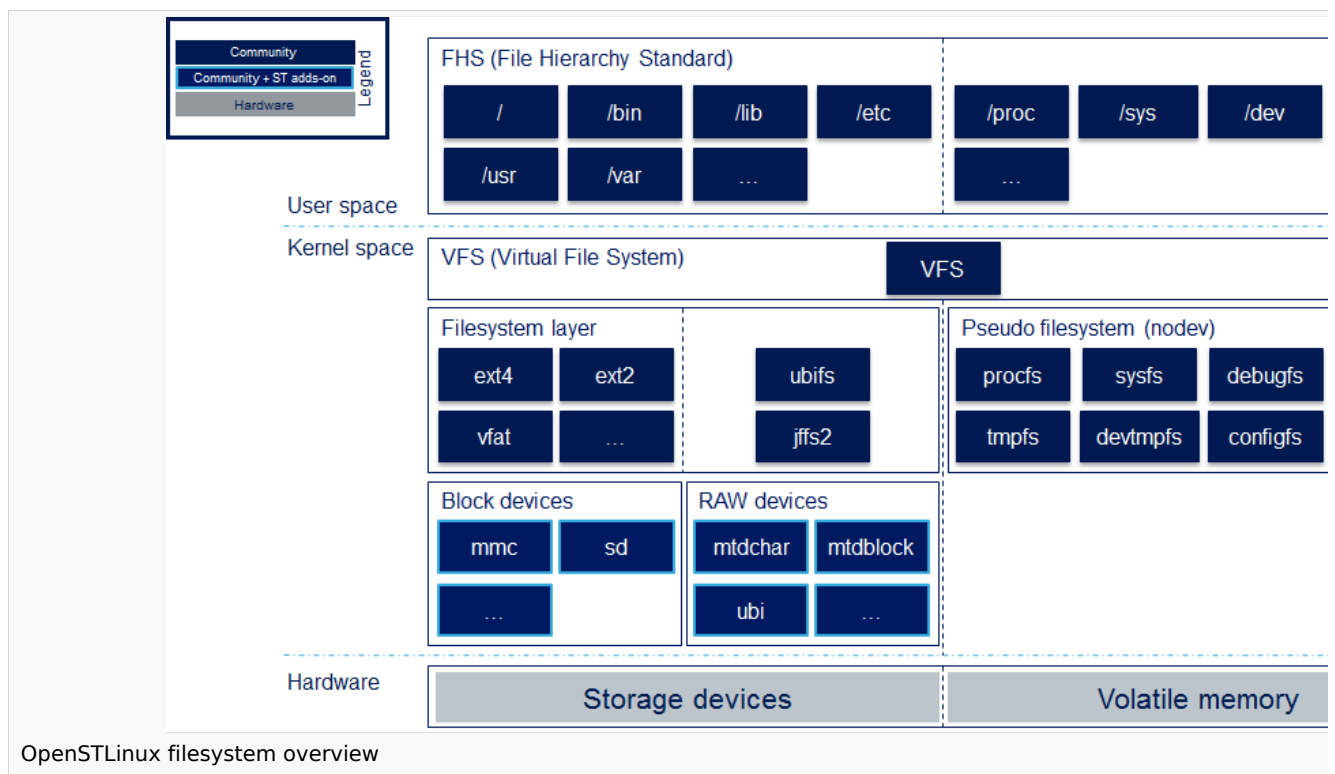 Community
Community + ST adds-on
Hardware
Legend
FHS (File Hierarchy Standard)
/ /bin /lib /etc /proc /sys /dev
/usr /var ... ...
User space
Kernel space
VFS (Virtual File System)
VFS
Filesystem layer
ext4 ext2
vfat ...
ubifs
jffs2
Pseudo filesystem (nodev)
procfs sysfs debugfs
tmpfs devtmpfs configfs
Block devices
mmc sd
...
RAW devices
mtdchar mtdblock
ubi ...
Hardware
Storage devices
Volatile memory
OpenSTLinux filesystem overview